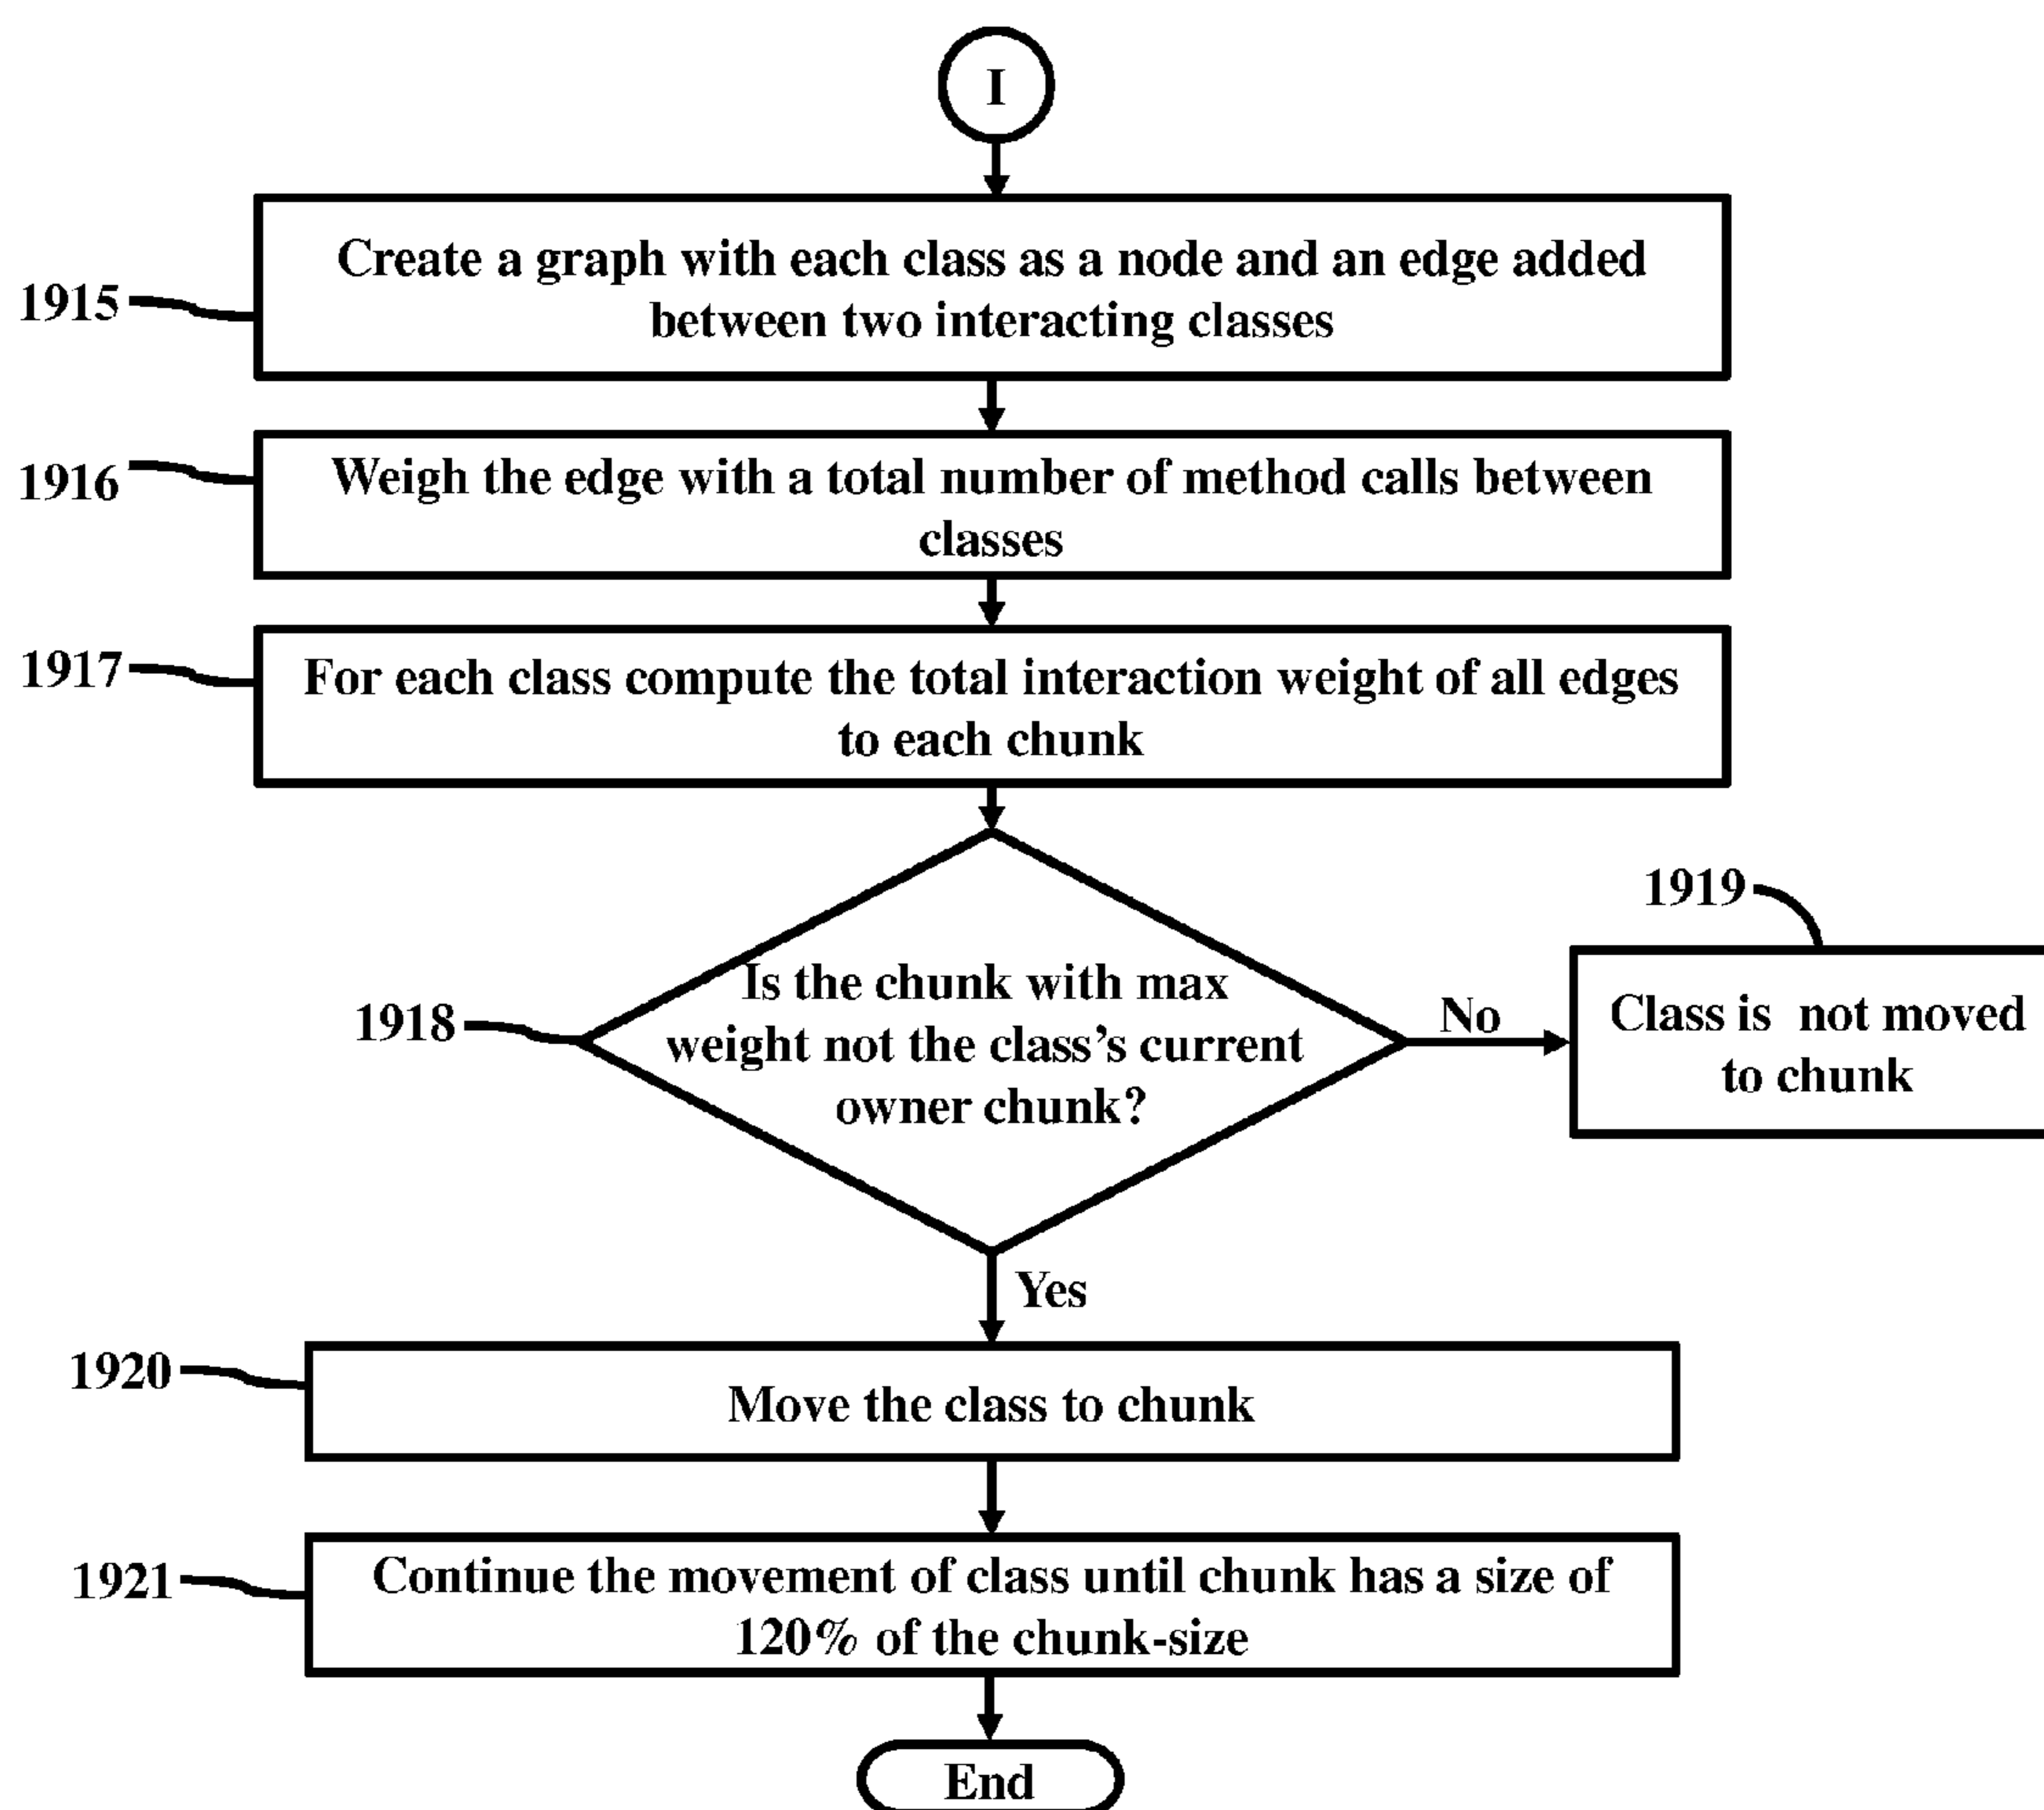 I
1915
Create a graph with each class as a node and an edge added
between two interacting classes
1916
Weigh the edge with a total number of method calls between
classes
1917
For each class compute the total interaction weight of all edges
to each chunk
1918
Is the chunk with max
weight not the class's current
owner chunk?
No
1919
Class is not moved
to chunk
Yes
1920
Move the class to chunk
1921
Continue the movement of class until chunk has a size of
120% of the chunk-size
End